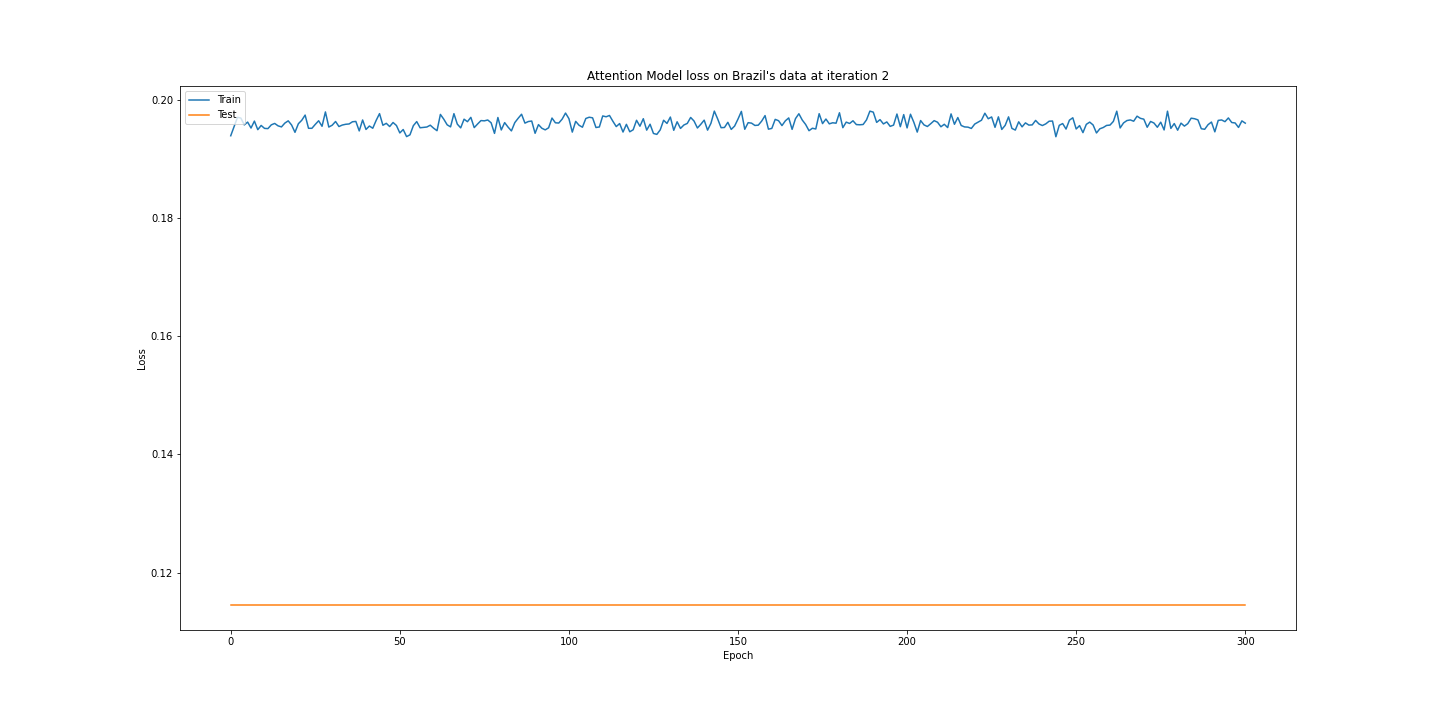 Attention Model loss on Brazil's data at iteration 2
Train
Test
0.20
0.18
0.16
0.14
0.12
Loss
0
50
100
150
200
250
300
Epoch